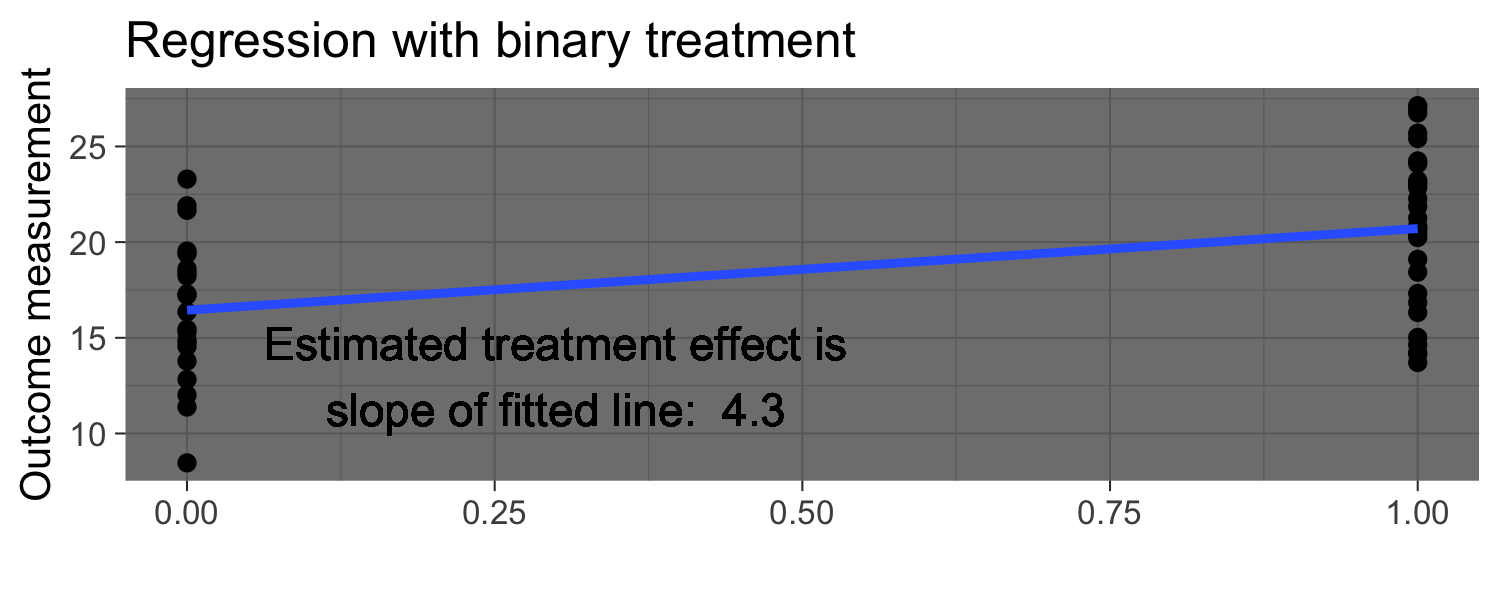 Regression with binary treatment
Outcome measurement
25
20
15
10
Estimated treatment effect is
slope of fitted line:  4.3
0.00 0.25 0.50 0.75 1.00